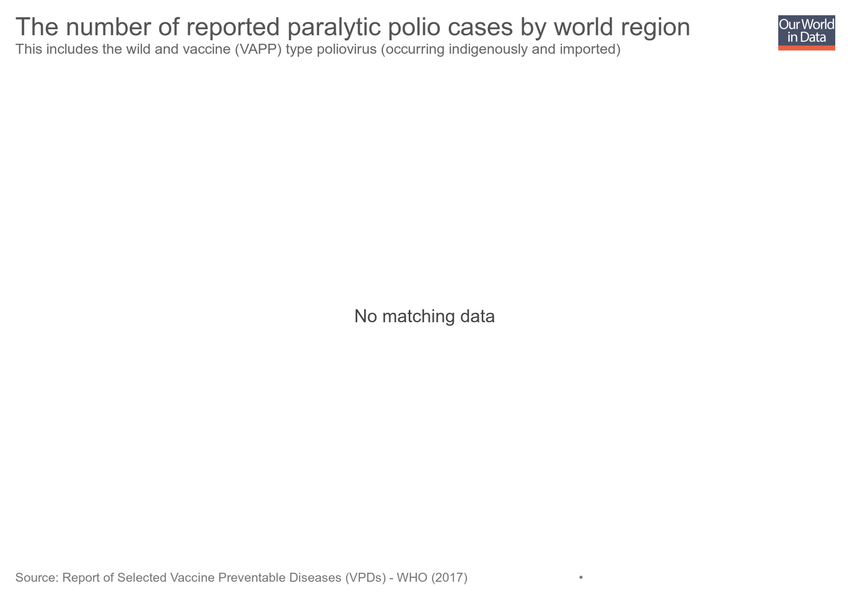 The number of reported paralytic polio cases by world region
This includes the wild and vaccine (VAPP) type poliovirus (occurring indigenously and imported)
Our World
in Data
No matching data
Source: Report of Selected Vaccine Preventable Diseases (VPDs) - WHO (2017) •